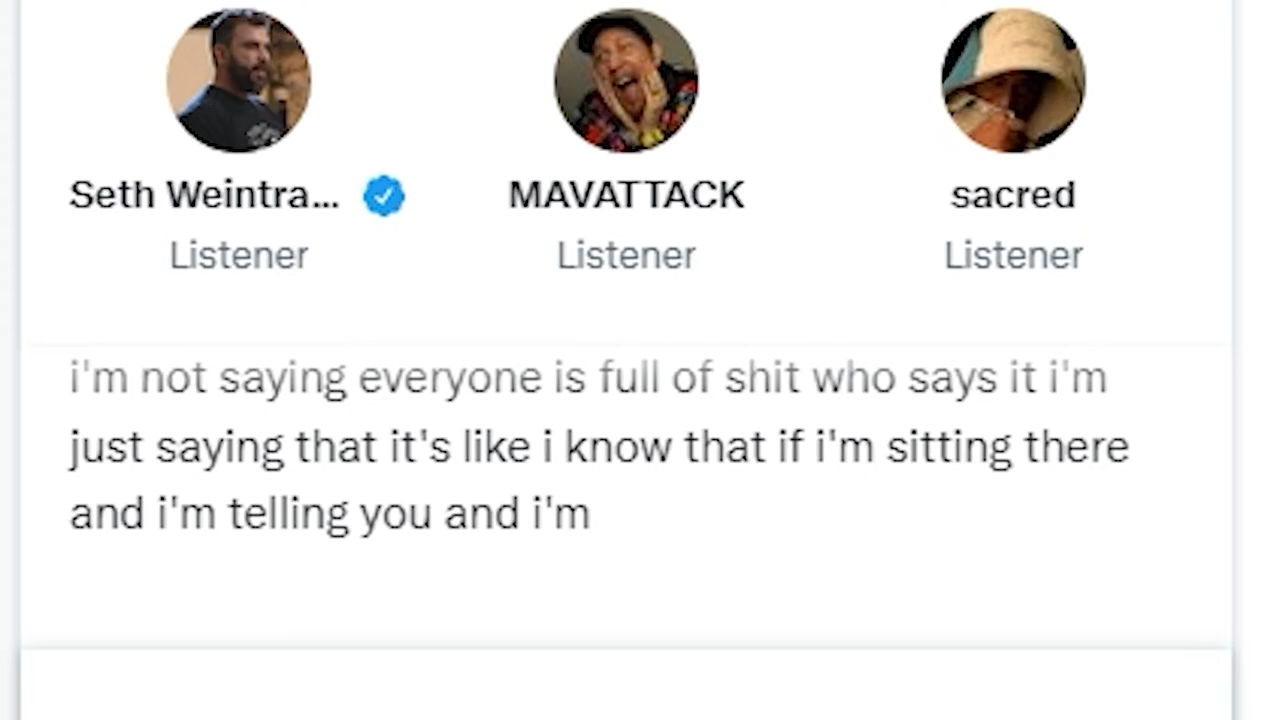 Seth Weintra... MAVATTACK sacred
Listener Listener Listener
i'm not saying everyone is full of shit who says it i'm
just saying that it's like i know that if i'm sitting there
and i'm telling you and i'm